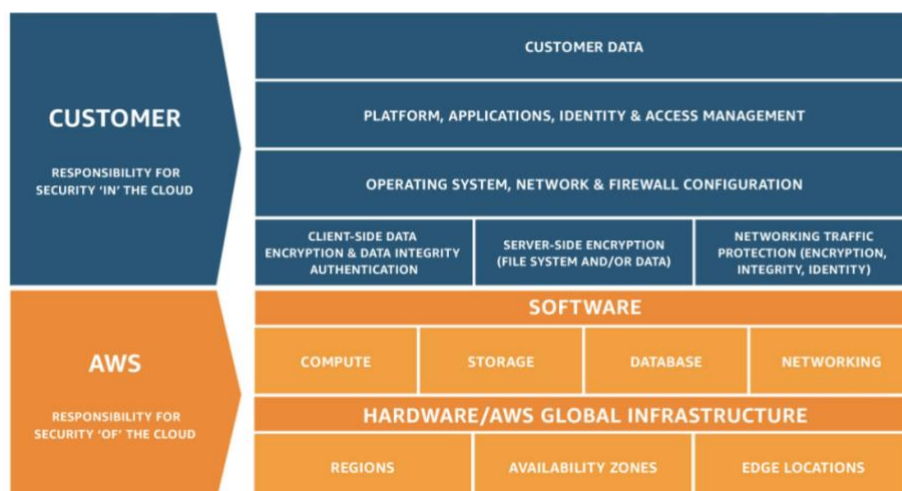 CUSTOMER
RESPONSIBILITY FOR
SECURITY ‘IN’ THE CLOUD
CUSTOMER DATA
PLATFORM, APPLICATIONS, IDENTITY & ACCESS MANAGEMENT
OPERATING SYSTEM, NETWORK & FIREWALL CONFIGURATION
CLIENT-SIDE DATA
ENCRYPTION & DATA INTEGRITY
AUTHENTICATION
SERVER-SIDE ENCRYPTION
(FILE SYSTEM AND/OR DATA)
NETWORKING TRAFFIC
PROTECTION (ENCRYPTION,
INTEGRITY, IDENTITY)
AWS
RESPONSIBILITY FOR
SECURITY ‘OF’ THE CLOUD
SOFTWARE
COMPUTE
STORAGE
DATABASE
NETWORKING
HARDWARE/AWS GLOBAL INFRASTRUCTURE
REGIONS
AVAILABILITY ZONES
EDGE LOCATIONS